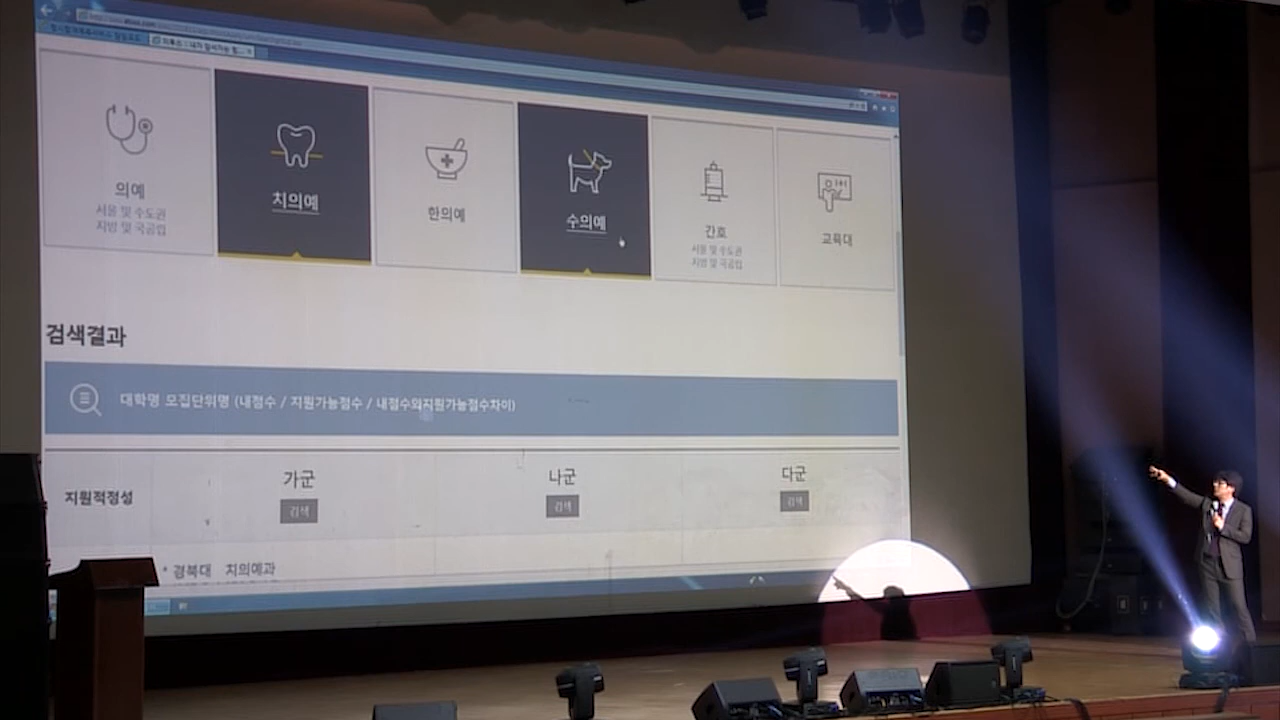 의예
서울 및 수도권
지방 및 국공립
치의예
한의예
수의예
간호
서울 및 수도권
지방 및 국공립
교육대
검색결과
대학명 모집단위명 (내점수 / 지원가능점수 / 내점수와지원가능점수차이)
지원적정성
가군
검색
나군
검색
다군
검색
* 경북대 치의예과